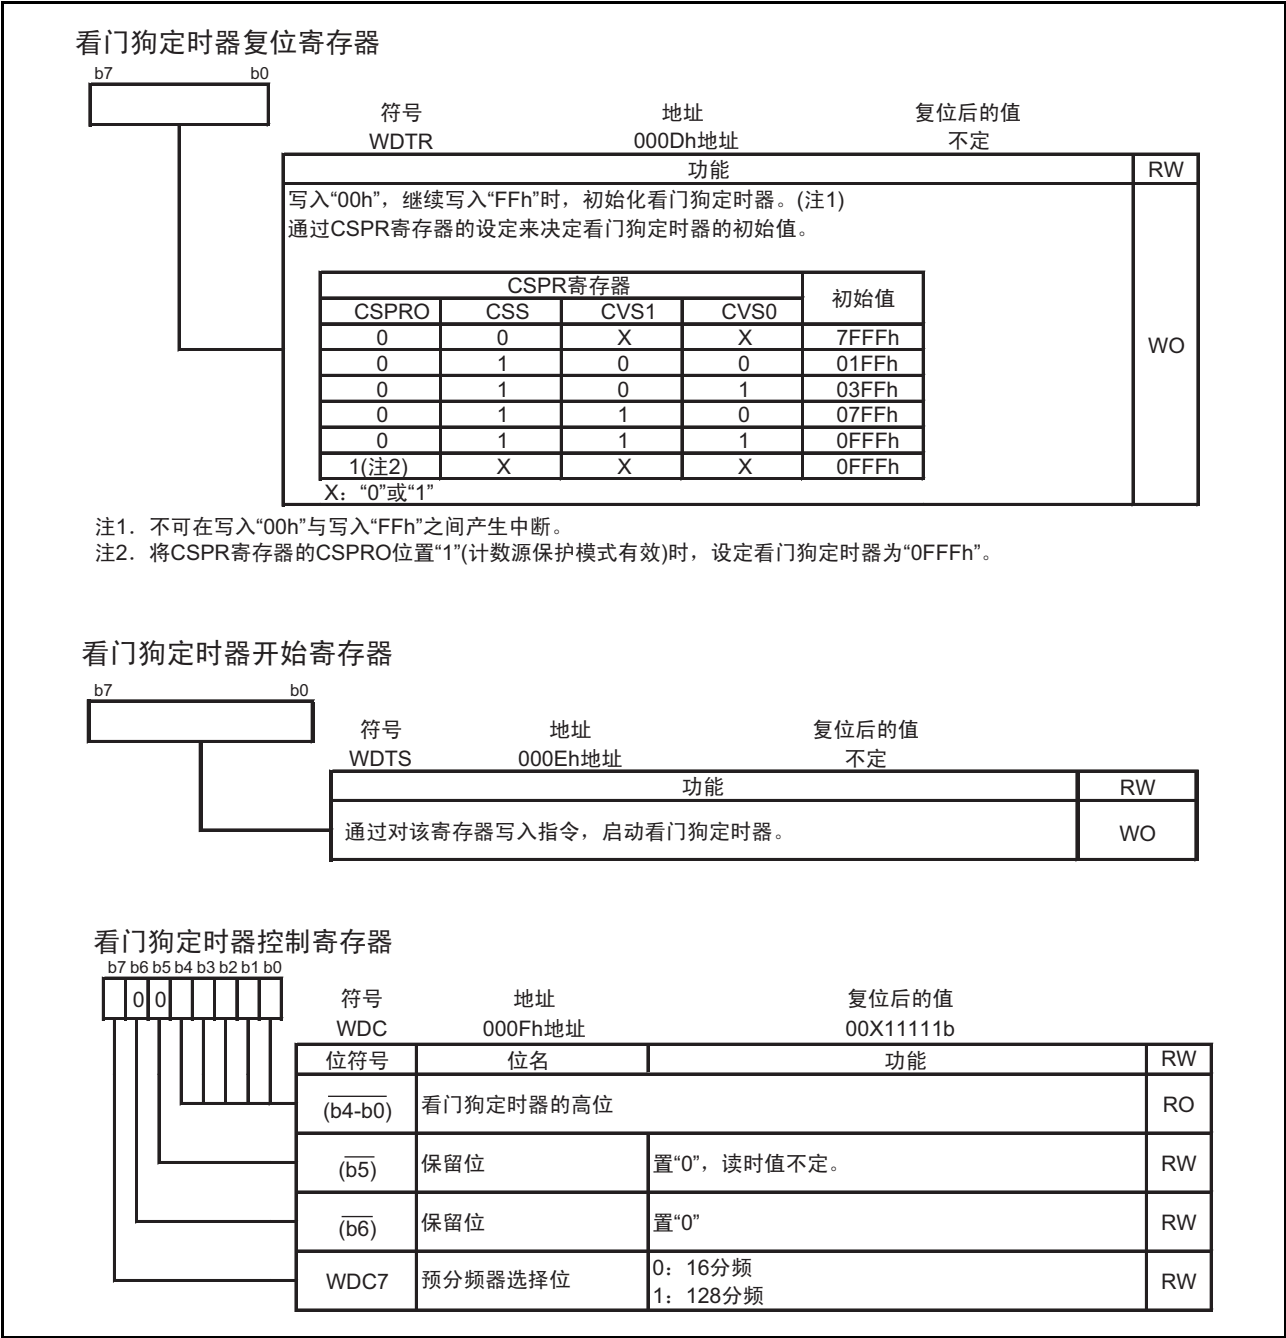 看门狗定时器复位寄存器
b7 b0
符号 地址 复位后的值
WDTR 000Dh地址 不定
功能 RW
写入“00h”，继续写入“FFh”时，初始化看门狗定时器。(注1)
通过CSPR寄存器的设定来决定看门狗定时器的初始值。
WO
CSPR寄存器 初始值
CSPRO CSS CVS1 CVS0
0 0 X X 7FFFh
0 1 0 0 01FFh
0 1 0 1 03FFh
0 1 1 0 07FFh
0 1 1 1 0FFFh
1(注2) X X X 0FFFh
X：“0”或“1”
注1. 不可在写入“00h”与写入“FFh”之间产生中断。
注2. 将CSPR寄存器的CSPRO位置“1”(计数源保护模式有效)时，设定看门狗定时器为“0FFFh”。
看门狗定时器开始寄存器
b7 b0
符号 地址 复位后的值
WDTS 000Eh地址 不定
功能 RW
通过对该寄存器写入指令，启动看门狗定时器。 WO
看门狗定时器控制寄存器
b7 b6 b5 b4 b3 b2 b1 b0
0 0
符号 地址 复位后的值
WDC 000Fh地址 00X11111b
位符号 位名 功能 RW
(b4-b0) 看门狗定时器的高位 RO
(b5) 保留位 置“0”，读时值不定。 RW
(b6) 保留位 置“0” RW
WDC7 预分频器选择位 0：16分频 RW
1：128分频